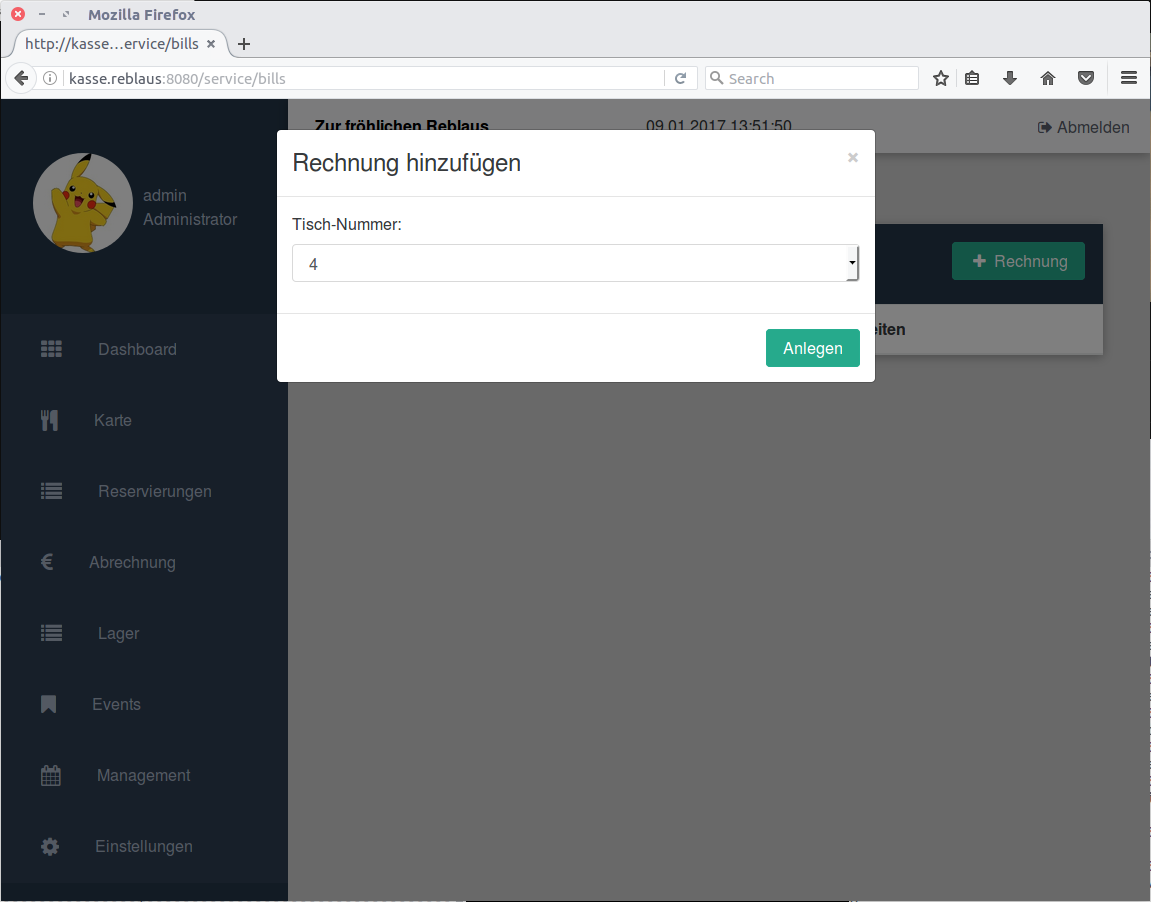 Mozilla Firefox
http://kasse...ervice/bills
kasse.reblaus:8080/service/bills
Search
Zur fröhlichen Reblaus
09.01.2017 13:51:50
Abmelden
admin
Administrator
Dashboard
Karte
Reservierungen
Abrechnung
Lager
Events
Management
Einstellungen
Rechnung hinzufügen
×
Tisch-Nummer:
4
Anlegen
Rechnung
eiten